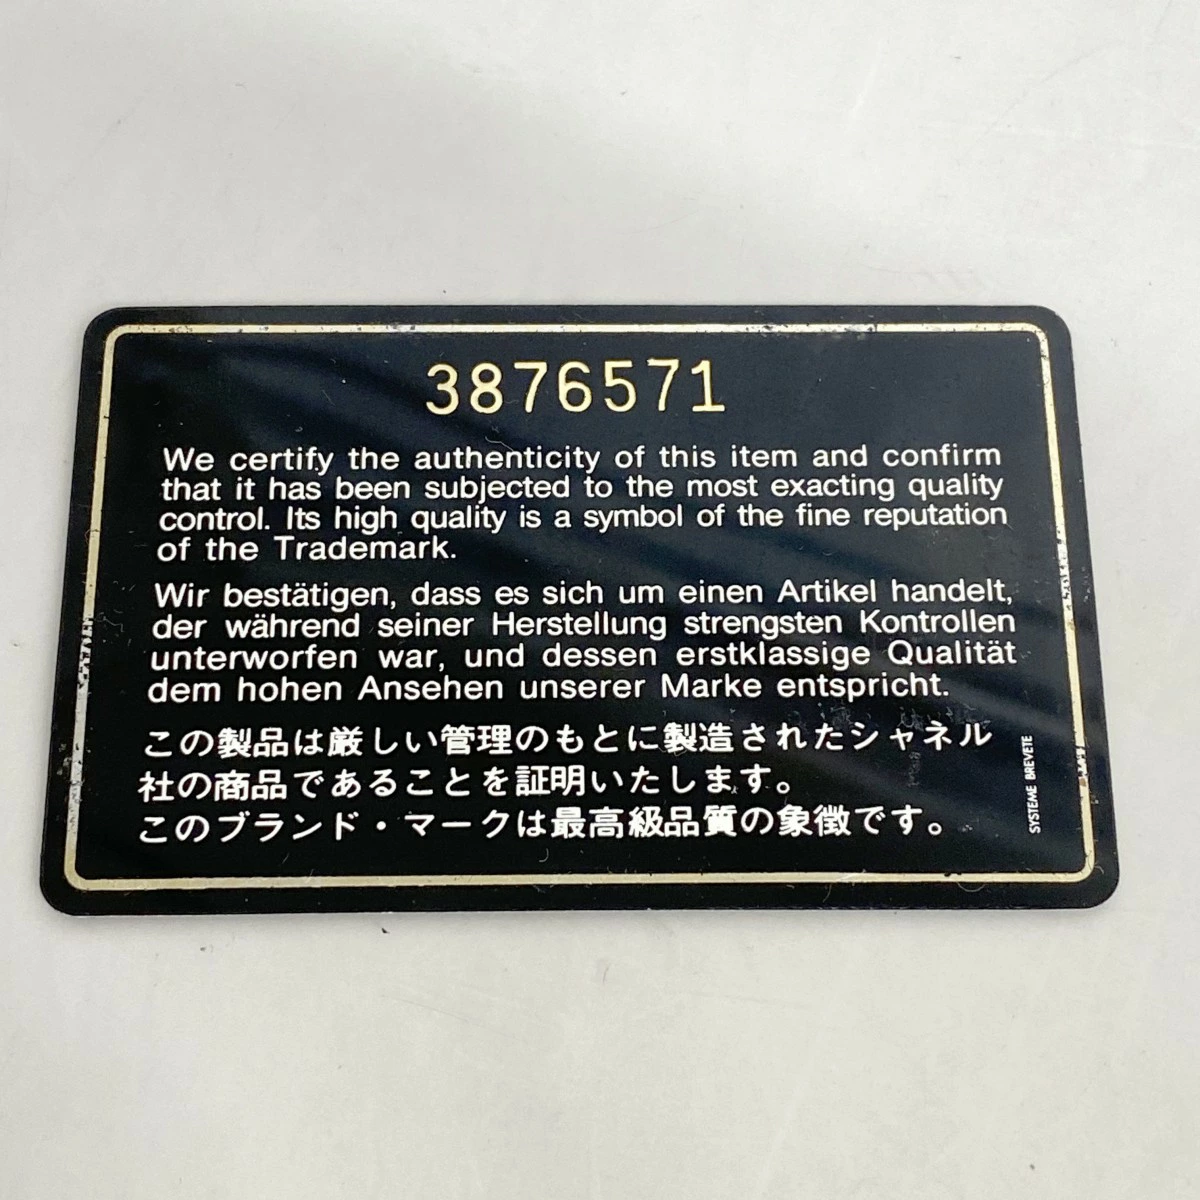 3876571
We certify the authenticity of this item and confirm
that it has been subjected to the most exacting quality
control. Its high quality is a symbol of the fine reputation
of the Trademark.
Wir bestätigen, dass es sich um einen Artikel handelt,
der während seiner Herstellung strengsten Kontrollen
unterworfen war, und dessen erstklassige Qualität
dem hohen Ansehen unserer Marke entspricht.
この製品は厳しい管理のもとに製造されたシャネル
社の商品であることを証明いたします。
このブランド・マークは最高級品質の象徴です。
SYSTEME BREVETE